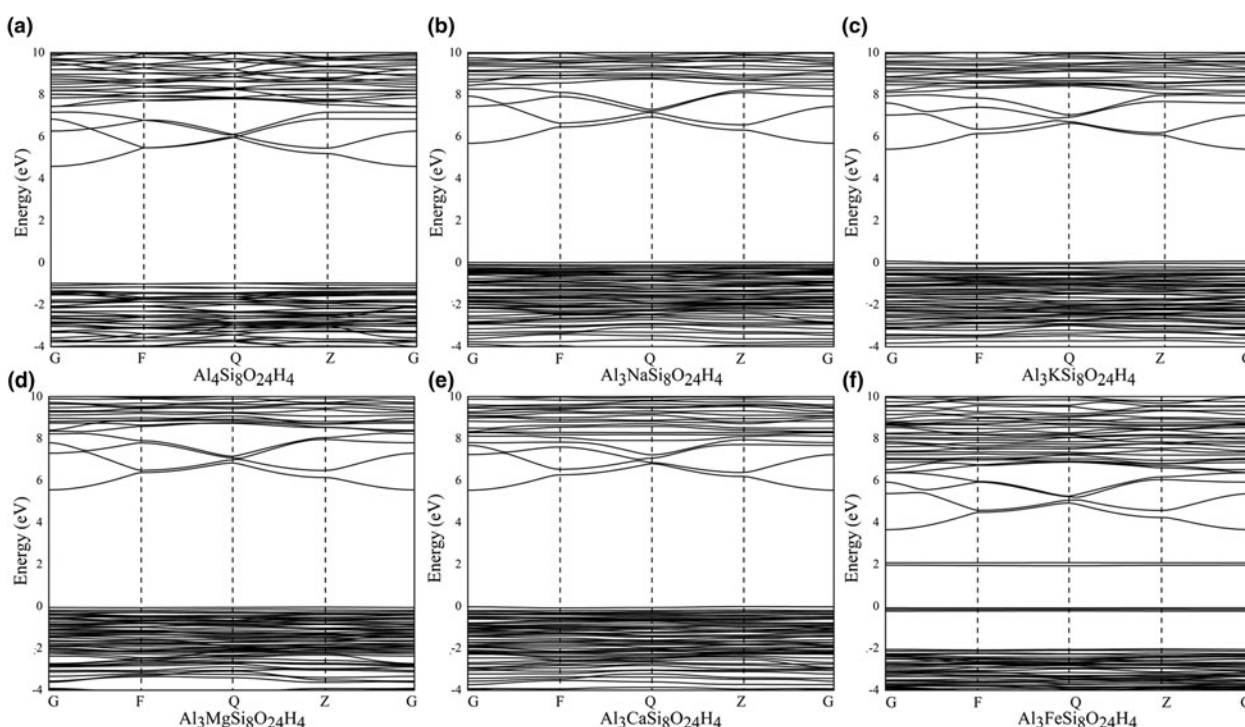 (a)
(b)
(c)
10
8
6
4
2
0
-2
-4
Energy (eV)
G F Q Z G
Al4Si8O24H4
10
8
6
4
2
0
-2
-4
Energy (eV)
G F Q Z G
Al3NaSi8O24H4
10
8
6
4
2
0
-2
-4
Energy (eV)
G F Q Z G
Al3KSi8O24H4
(d)
(e)
(f)
10
8
6
4
2
0
-2
-4
Energy (eV)
G F Q Z G
Al3MgSi8O24H4
10
8
6
4
2
0
-2
-4
Energy (eV)
G F Q Z G
Al3CaSi8O24H4
10
8
6
4
2
0
-2
-4
Energy (eV)
G F Q Z G
Al3FeSi8O24H4